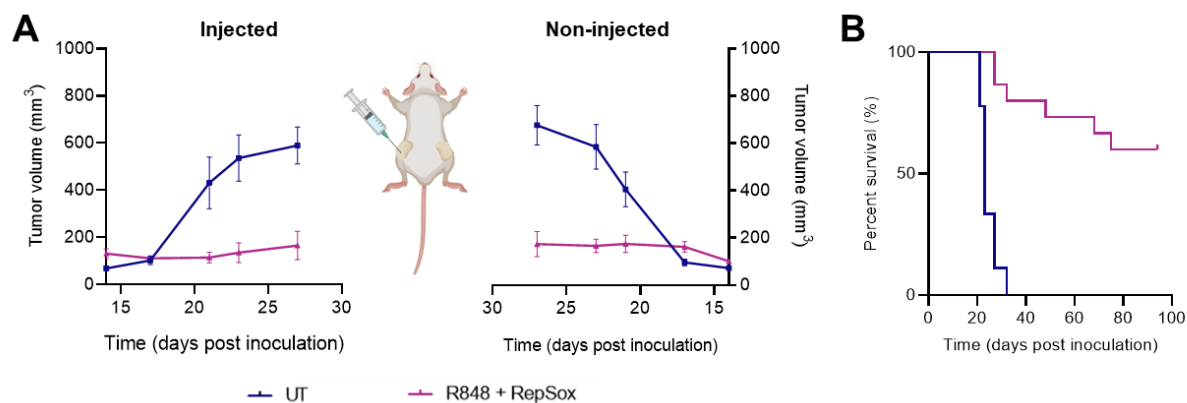 A
Injected
Tumor volume (mm3)
1000
800
600
400
200
0
15
20
25
30
Time (days post inoculation)
Non-injected
1000
800
600
400
200
0
Tumor volume (mm3)
30
25
20
15
Time (days post inoculation)
UT
R848 + RepSox
B
Percent survival (%)
100
50
0
0
20
40
60
80
100
Time (days post inoculation)